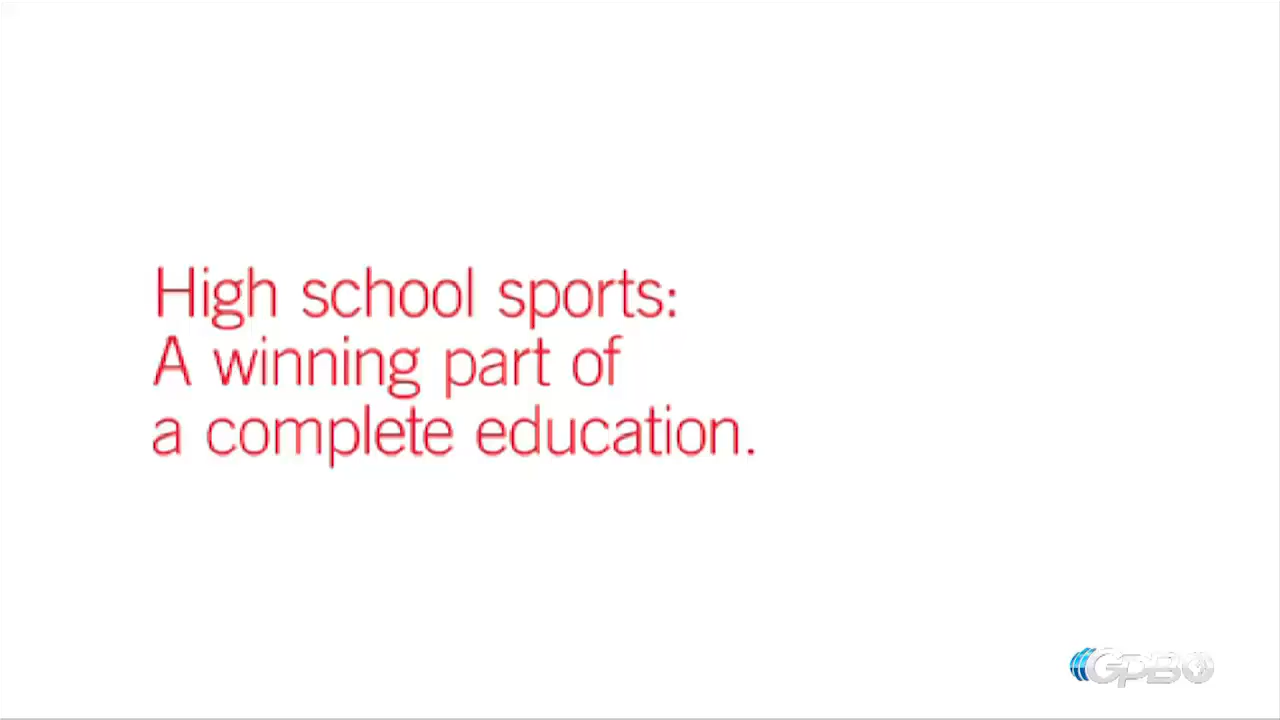 High school sports:
A winning part of
a complete education.
GPB